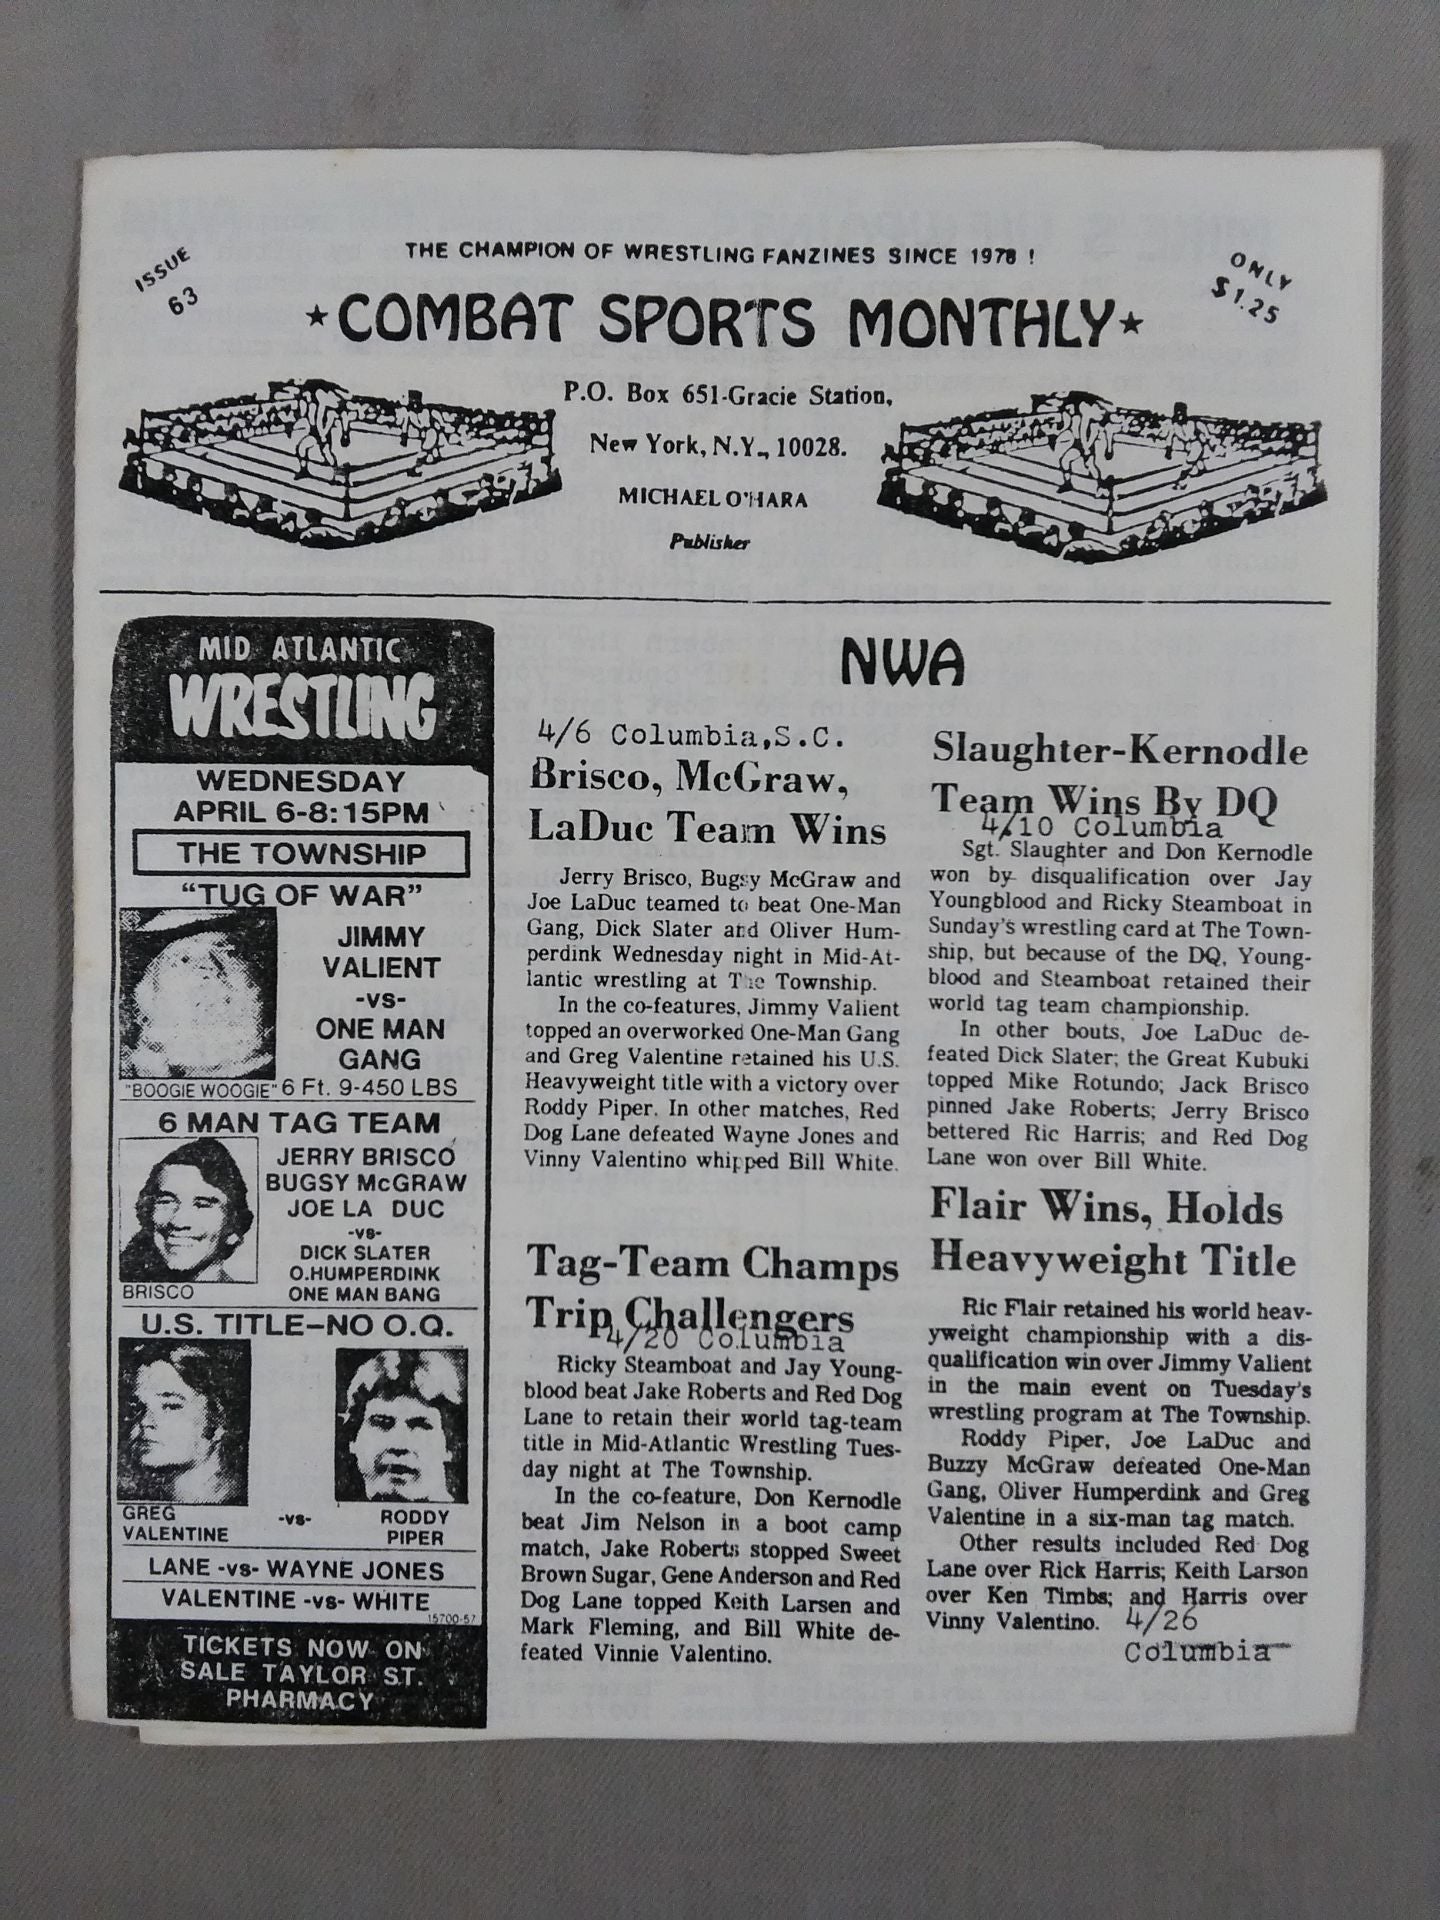 THE CHAMPION OF WRESTLING FANZINES SINCE 1978 !
ISSUE
63
ONLY
$1.25
★COMBAT SPORTS MONTHLY★
P.O. Box 651-Gracie Station,
New York, N.Y., 10028.
MICHAEL O'HARA
Publisher
MID ATLANTIC
WRESTLING
WEDNESDAY
APRIL 6-8:15PM
THE TOWNSHIP
“TUG OF WAR”
JIMMY
VALIENT
-VS-
ONE MAN
GANG
"BOOGIE WOOGIE" 6 Ft. 9-450 LBS
6 MAN TAG TEAM
JERRY BRISCO
BUGSY McGRAW
JOE LA DUC
-vs-
DICK SLATER
O.HUMPERDINK
ONE MAN BANG
BRISCO
U.S. TITLE–NO O.Q.
GREG
VALENTINE
-vs-
RODDY
PIPER
LANE -vs- WAYNE JONES
VALENTINE -vs- WHITE
15700-57
TICKETS NOW ON
SALE TAYLOR ST.
PHARMACY
NWA
4/6 Columbia,S.C.
Brisco, McGraw,
LaDuc Team Wins
Jerry Brisco, Bugsy McGraw and
Joe LaDuc teamed to beat One-Man
Gang, Dick Slater and Oliver Hum-
perdink Wednesday night in Mid-At-
lantic wrestling at The Township.
In the co-features, Jimmy Valient
topped an overworked One-Man Gang
and Greg Valentine retained his U.S.
Heavyweight title with a victory over
Roddy Piper. In other matches, Red
Dog Lane defeated Wayne Jones and
Vinny Valentino whipped Bill White.
Tag-Team Champs
Trip Challengers
4/20 Columbia
Ricky Steamboat and Jay Young-
blood beat Jake Roberts and Red Dog
Lane to retain their world tag-team
title in Mid-Atlantic Wrestling Tues-
day night at The Township.
In the co-feature, Don Kernodle
beat Jim Nelson in a boot camp
match, Jake Roberts stopped Sweet
Brown Sugar, Gene Anderson and Red
Dog Lane topped Keith Larsen and
Mark Fleming, and Bill White de-
feated Vinnie Valentino.
Slaughter-Kernodle
Team Wins By DQ
4/10 Columbia
Sgt. Slaughter and Don Kernodle
won by disqualification over Jay
Youngblood and Ricky Steamboat in
Sunday's wrestling card at The Town-
ship, but because of the DQ, Young-
blood and Steamboat retained their
world tag team championship.
In other bouts, Joe LaDuc de-
feated Dick Slater; the Great Kubuki
topped Mike Rotundo; Jack Brisco
pinned Jake Roberts; Jerry Brisco
bettered Ric Harris; and Red Dog
Lane won over Bill White.
Flair Wins, Holds
Heavyweight Title
Ric Flair retained his world heav-
yweight championship with a dis-
qualification win over Jimmy Valient
in the main event on Tuesday's
wrestling program at The Township.
Roddy Piper, Joe LaDuc and
Buzzy McGraw defeated One-Man
Gang, Oliver Humperdink and Greg
Valentine in a six-man tag match.
Other results included Red Dog
Lane over Rick Harris; Keith Larson
over Ken Timbs; and Harris over
Vinny Valentino. 4/26
Columbia